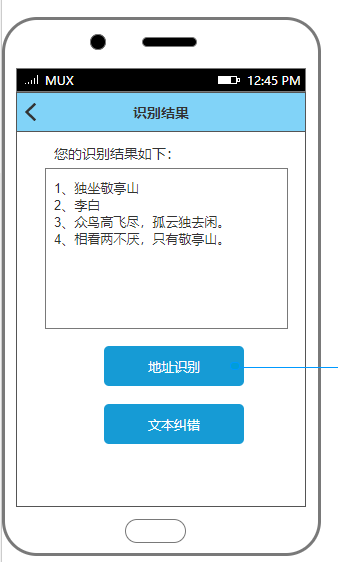 MUX 12:45 PM
识别结果
您的识别结果如下：
1、独坐敬亭山
2、李白
3、众鸟高飞尽，孤云独去闲。
4、相看两不厌，只有敬亭山。
地址识别
文本纠错